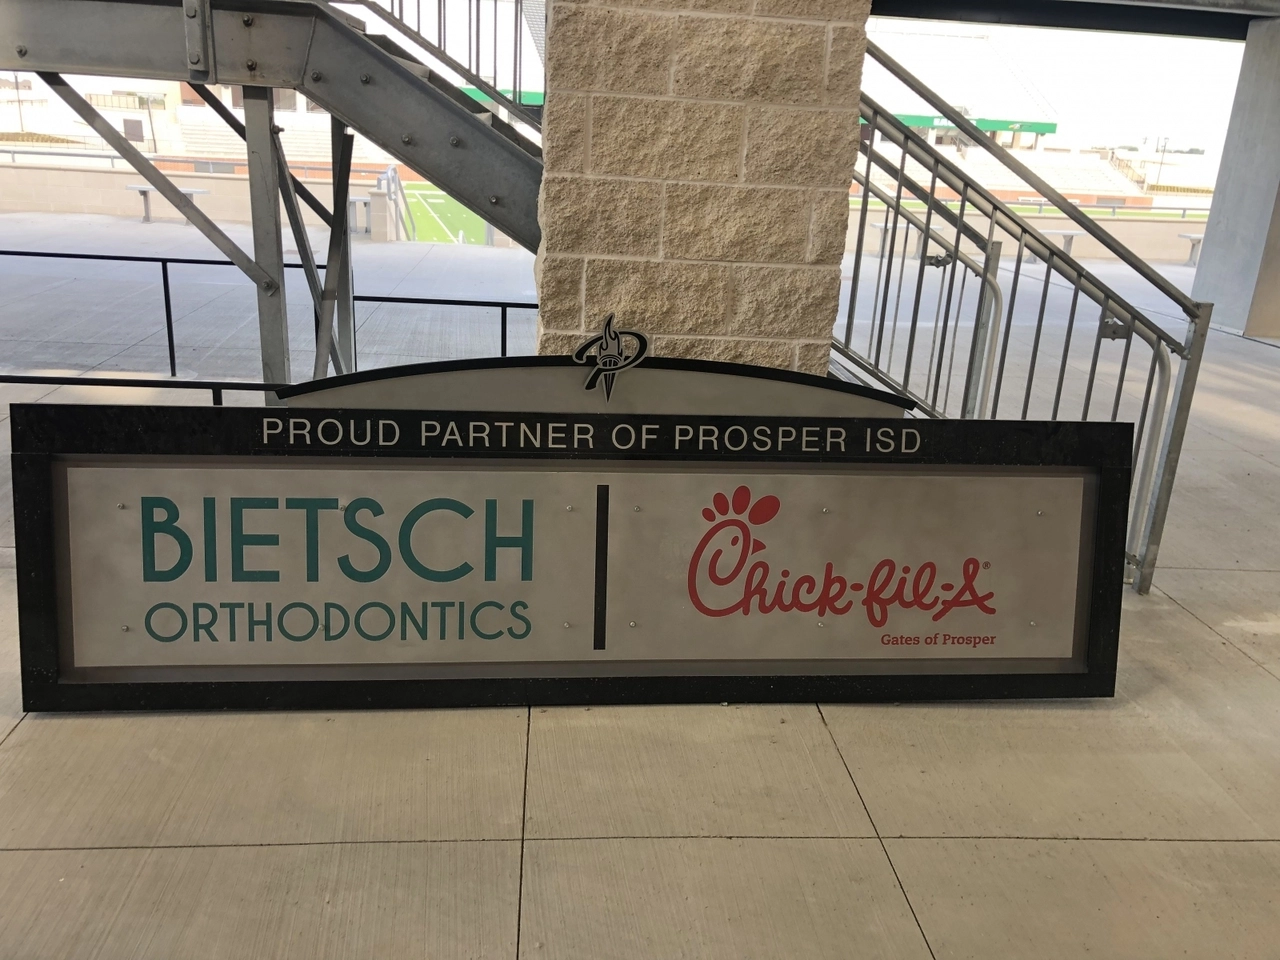 PROUD PARTNER OF PROSPER ISD
BIETSCH
ORTHODONTICS
Chick-fil-A®
Gates of Prosper